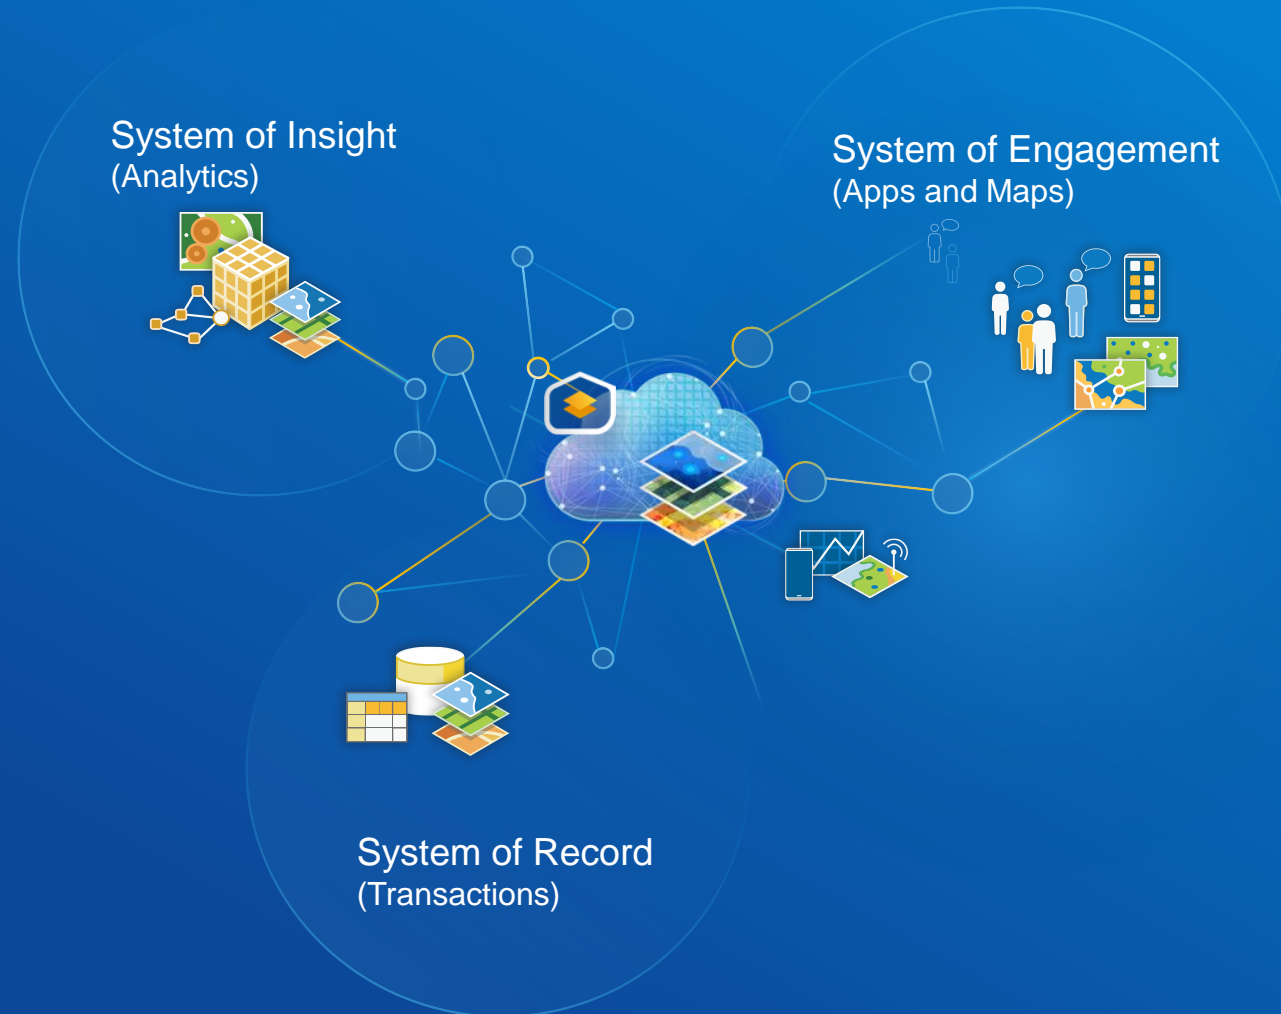 System of Insight
(Analytics)
System of Engagement
(Apps and Maps)
System of Record
(Transactions)